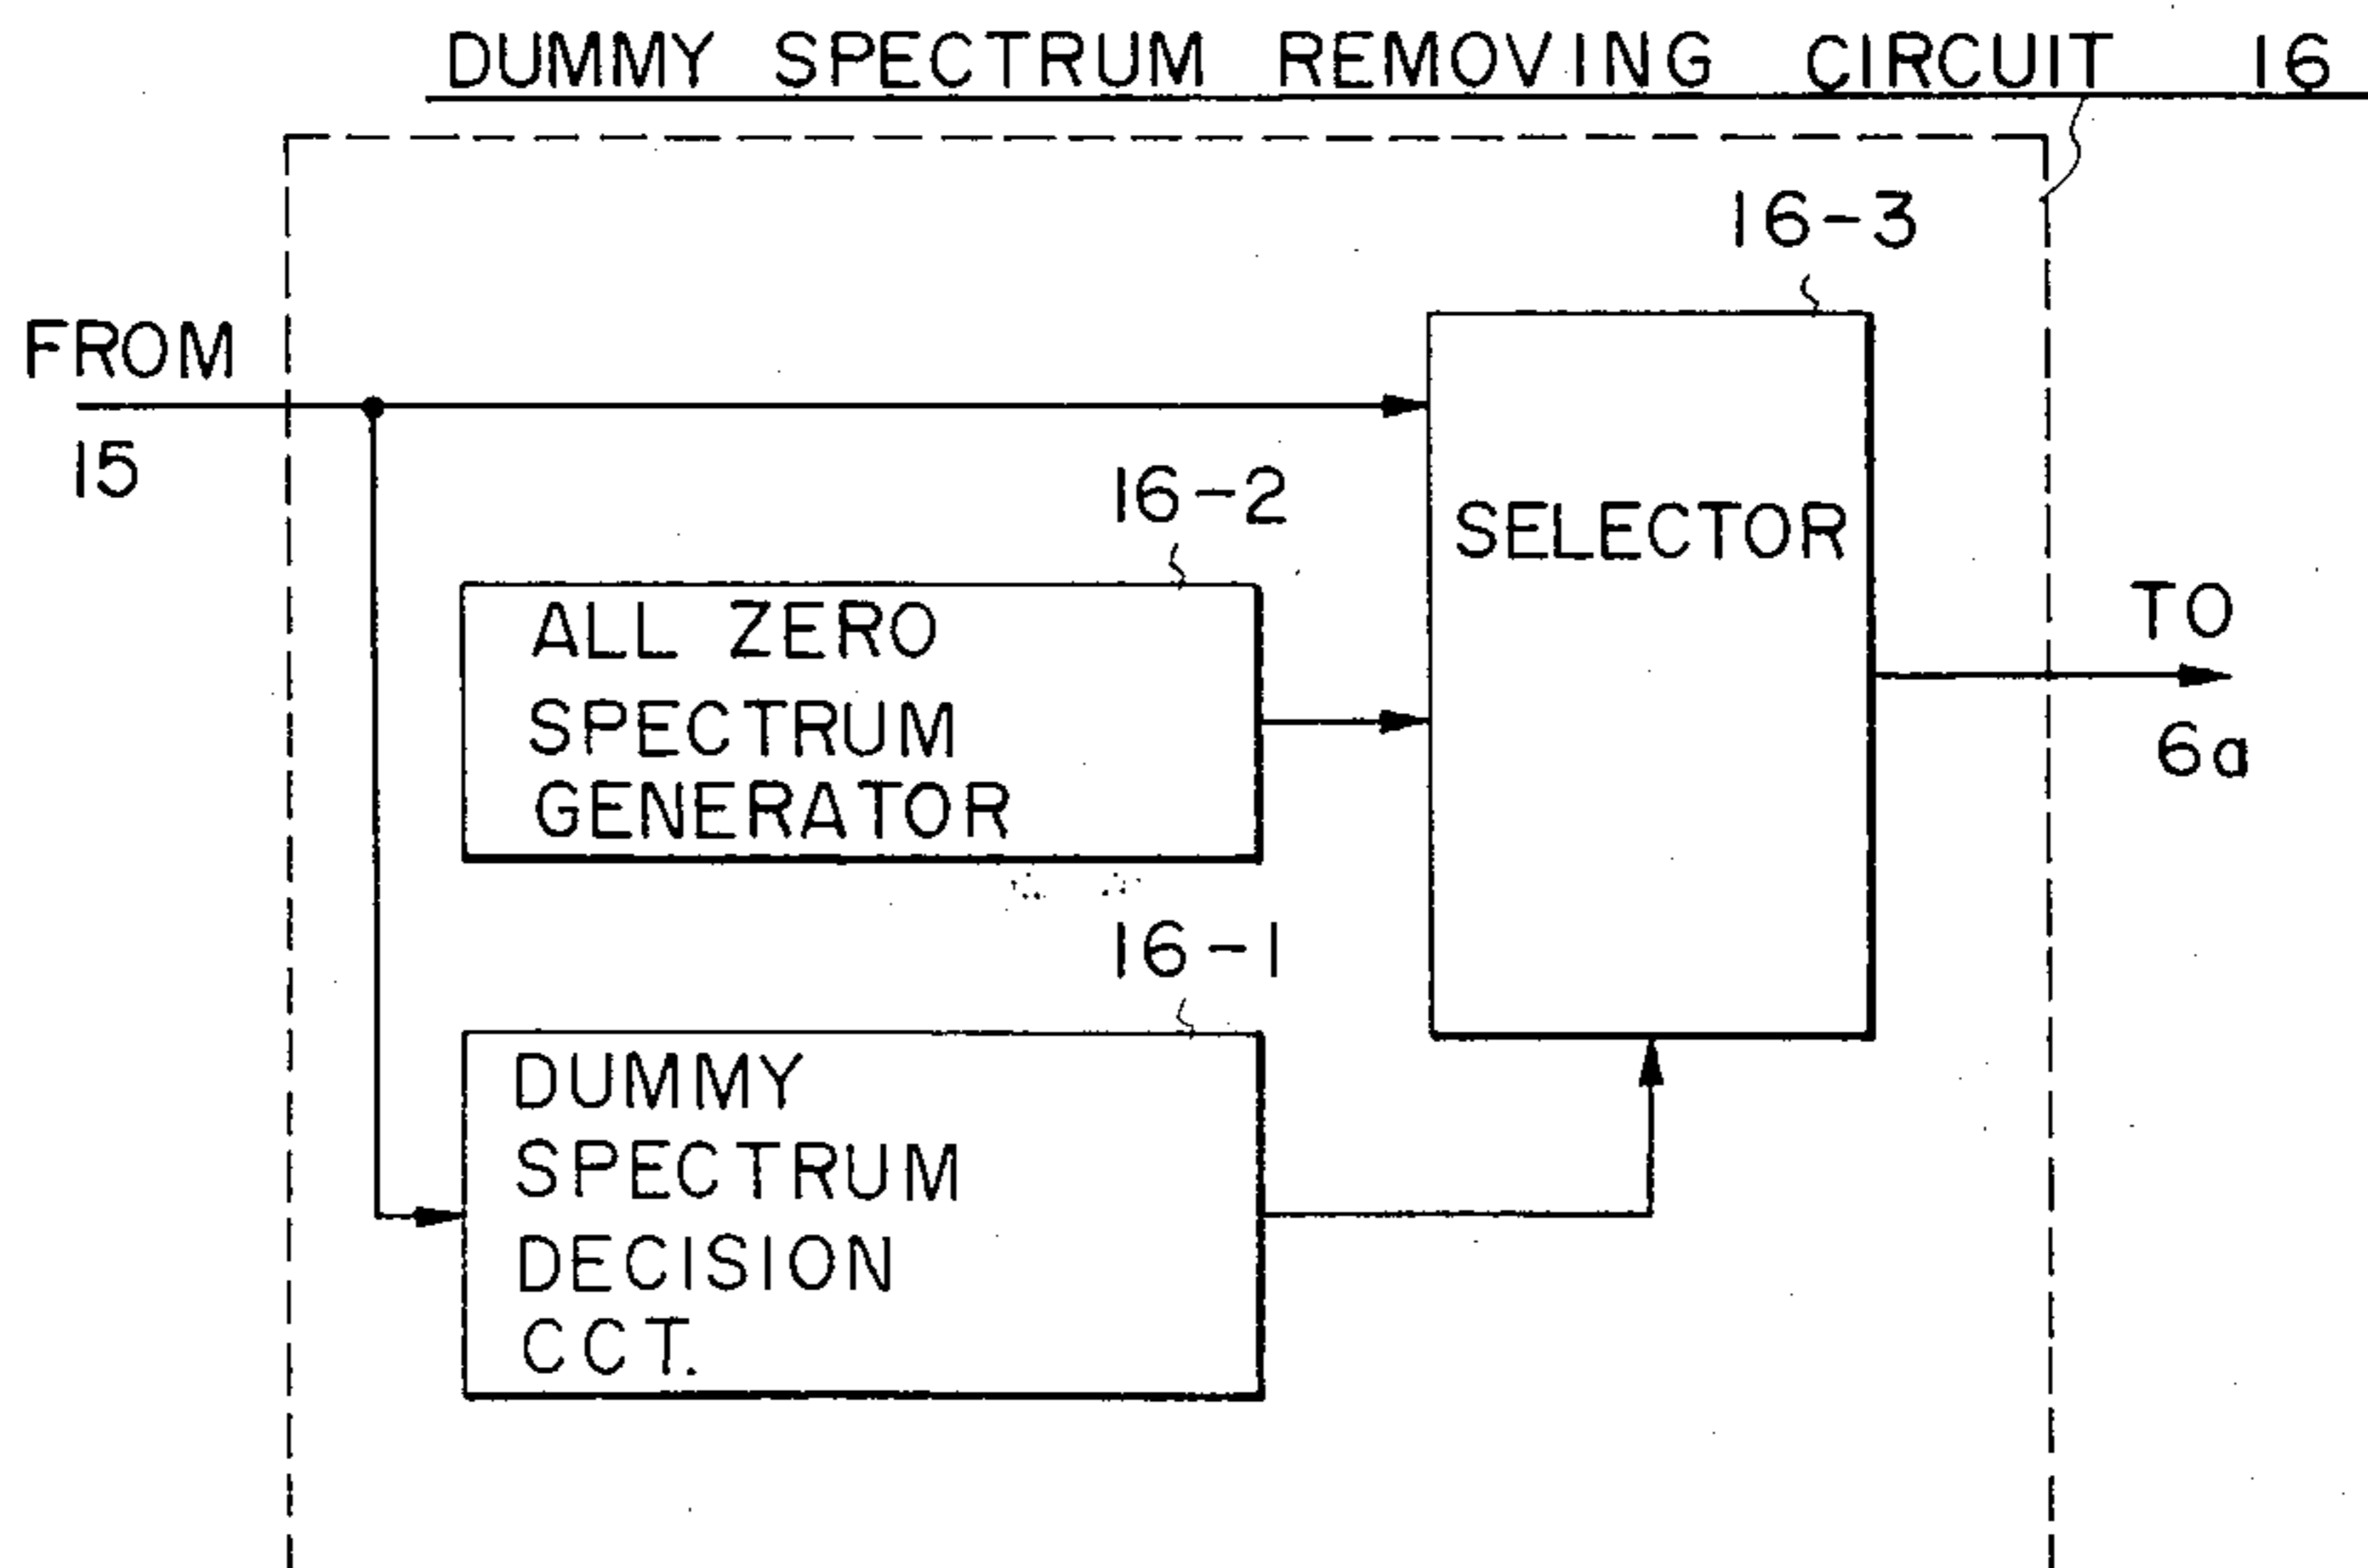 DUMMY SPECTRUM REMOVING CIRCUIT 16
16-3
FROM
15
16-2
SELECTOR
ALL ZERO
SPECTRUM
GENERATOR
TO
6a
16-1
DUMMY
SPECTRUM
DECISION
CCT.